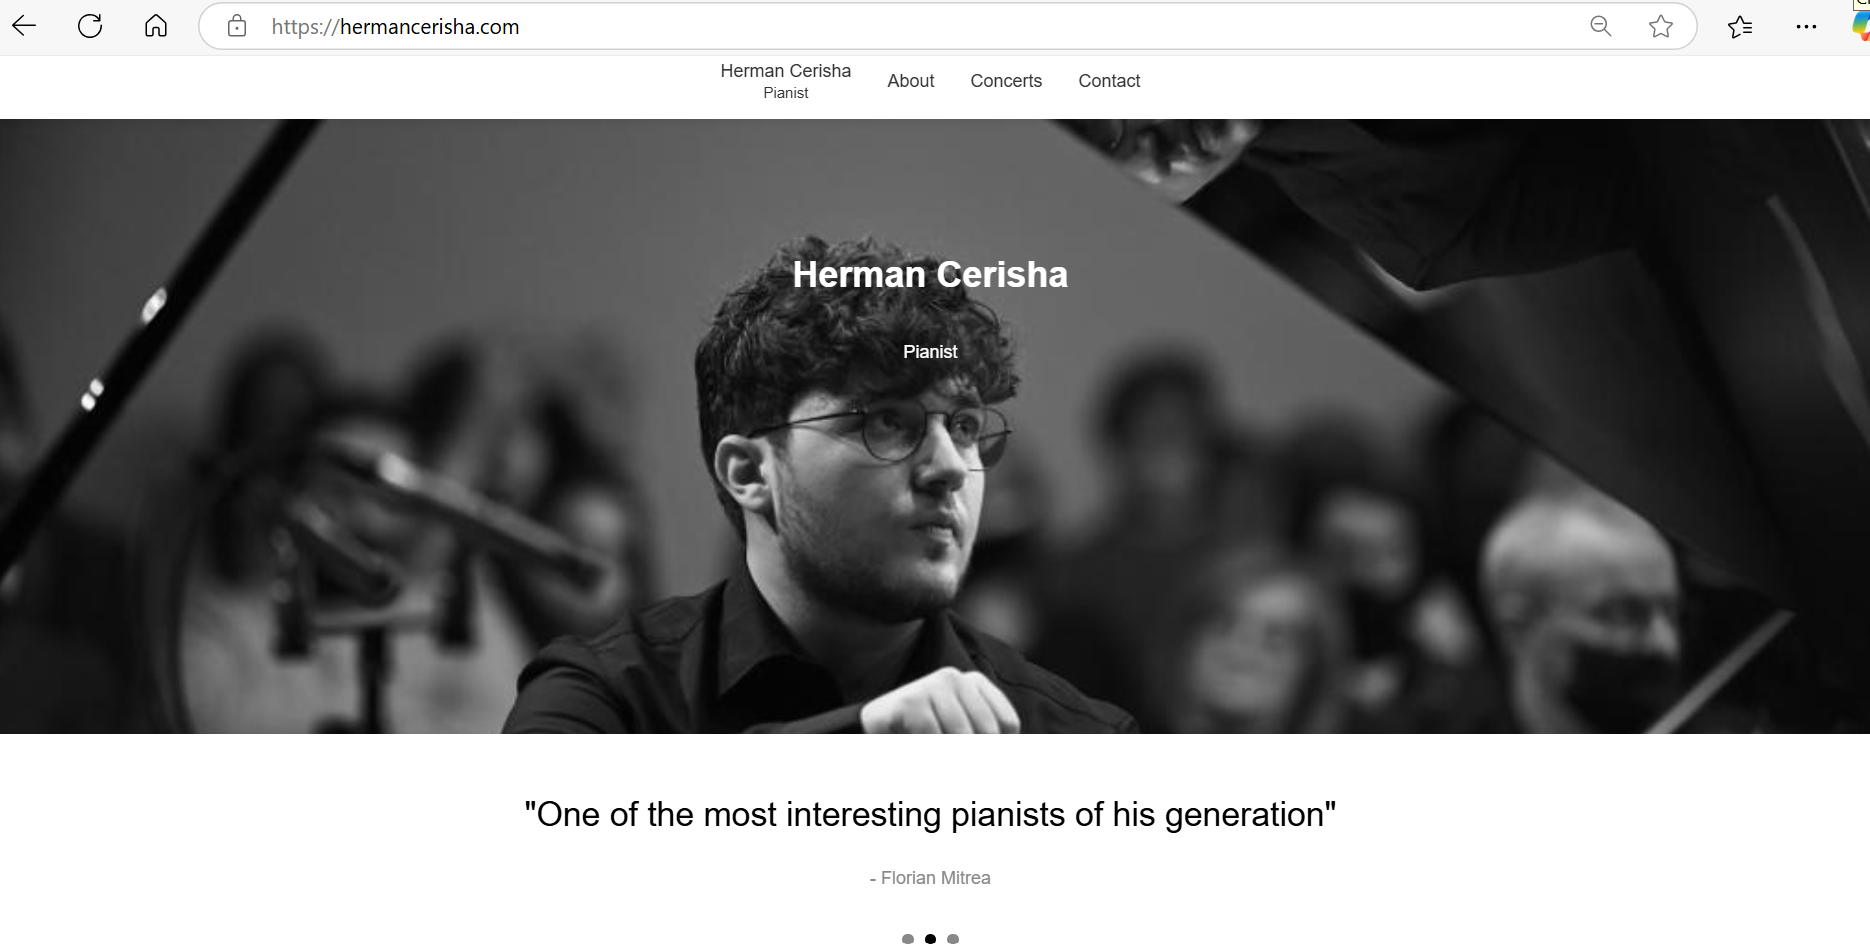 https://hermancerisha.com
Herman Cerisha
Pianist
About
Concerts
Contact
Herman Cerisha
Pianist
"One of the most interesting pianists of his generation"
- Florian Mitrea